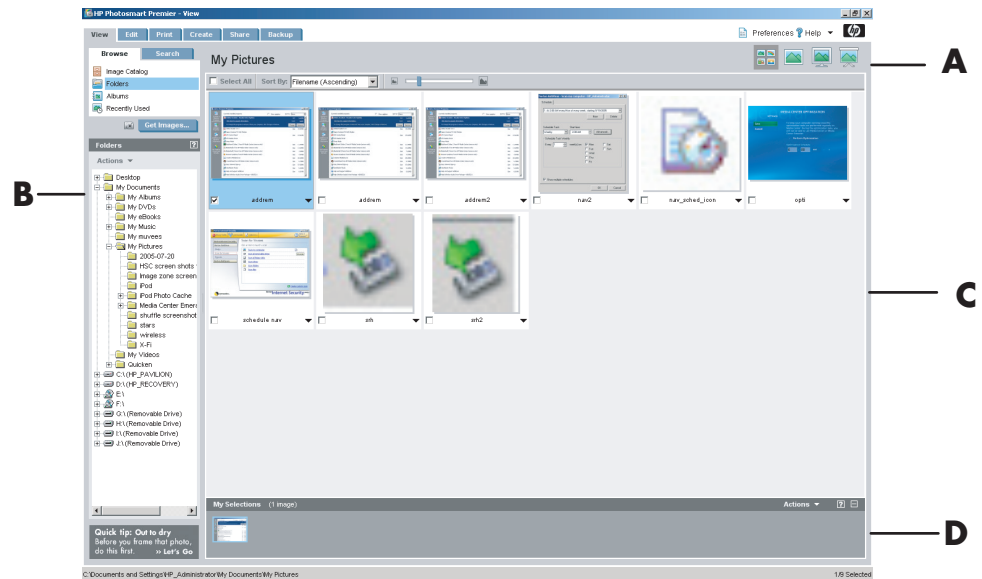 HP Photosmart Premier - View
View Edit Print Create Share Backup
Preferences Help
Browse Search
Image Catalog
Folders
Albums
Recently Used
Get Images...
My Pictures
A
Select All Sort By: Filename (Ascending)
Folders ?
Actions
Desktop
My Documents
My Albums
My DVDs
My eBooks
My Music
My muvees
My Pictures
2005-07-20
HSC screen shots
Image zone screen
iPod
iPod Photo Cache
Media Center Emera
shuffle screenshot
stars
wireless
X-Fi
My Videos
Quicken
C:\ (HP_PAVILION)
D:\ (HP_RECOVERY)
E:\
F:\
G:\ (Removable Drive)
H:\ (Removable Drive)
I:\ (Removable Drive)
J:\ (Removable Drive)
B
addrem addrem addrem2 nav2 nav_sched_icon opti
schedule nav srh srh2
C
My Selections (1 image) Actions ?
D
Quick tip: Out to dry
Before you frame that photo,
do this first. » Let's Go
C:\Documents and Settings\HP_Administrator\My Documents\My Pictures 1/9 Selected